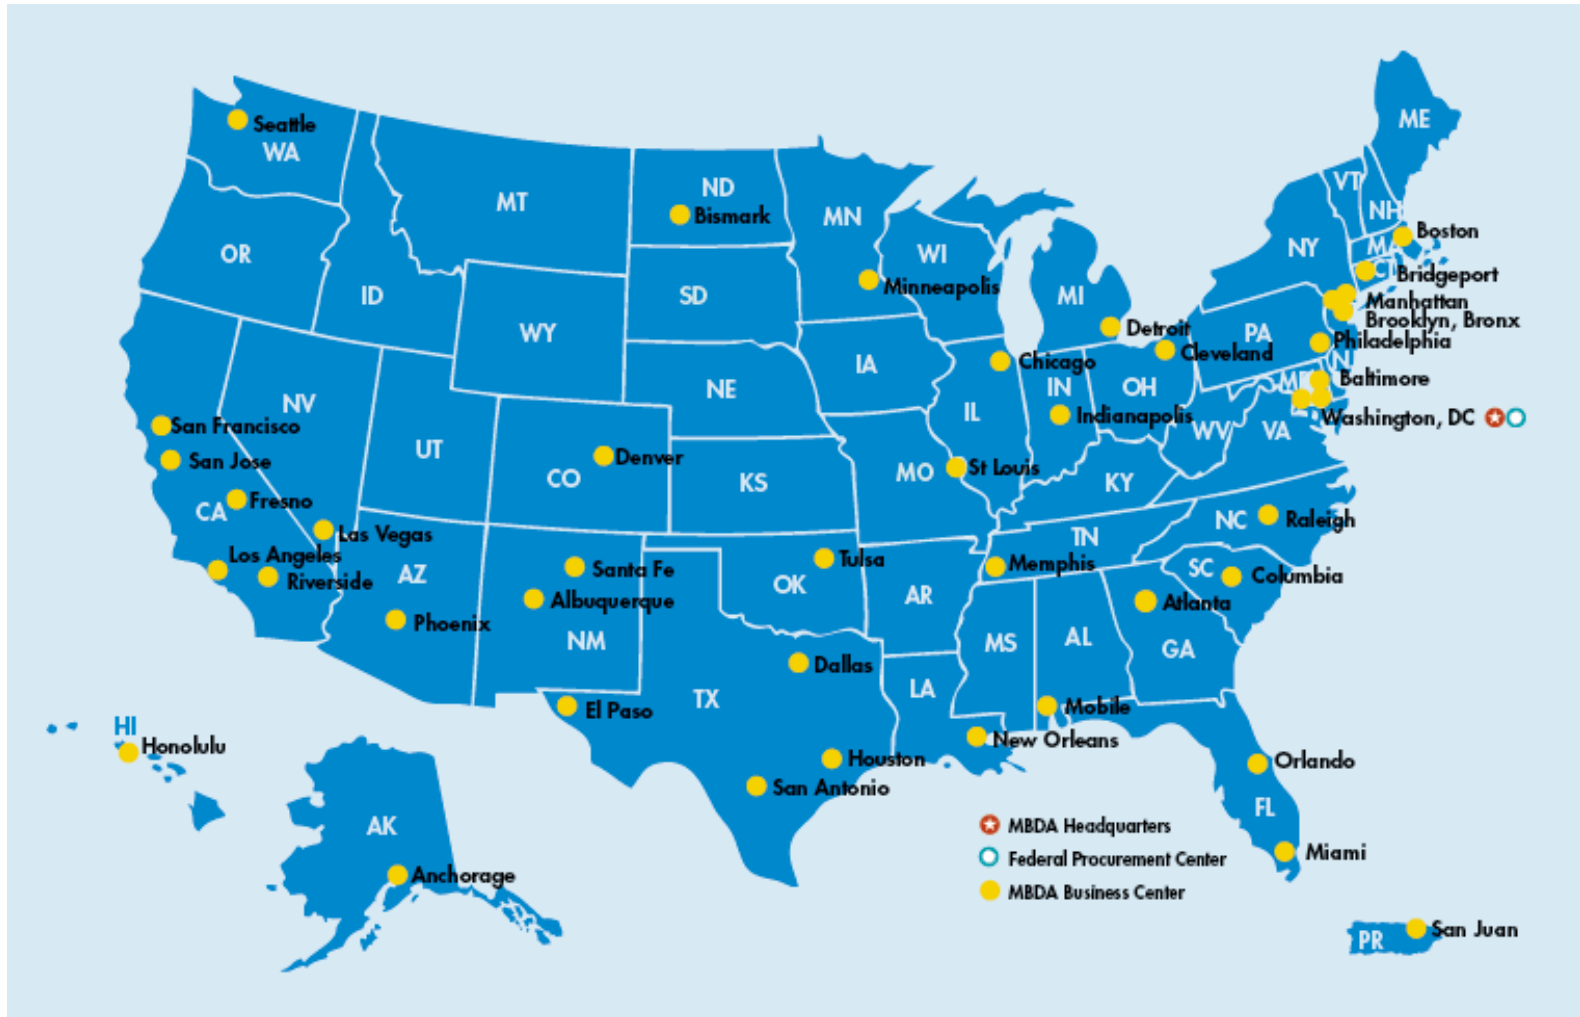 ME
Seattle
WA
VT
ND
MT
NH
Bismark
MN
Boston
NY
WI
MA
OR
CT
Bridgeport
Minneapolis
ID
SD
MI
Manhattan
Brooklyn, Bronx
Detroit
WY
PA
Philadelphia
Cleveland
Chicago
IA
NJ
Baltimore
MD
IN
OH
NE
NV
IL
Indianapolis
Washington, DC
San Francisco
WV
VA
UT
Denver
San Jose
St Louis
MO
CO
KS
KY
Fresno
CA
NC
Raleigh
Las Vegas
TN
Los Angeles
Tulsa
Memphis
Santa Fe
SC
AZ
Columbia
Riverside
OK
AR
Albuquerque
Atlanta
Phoenix
AL
NM
MS
GA
Dallas
LA
TX
El Paso
Mobile
HI
New Orleans
Honolulu
Houston
Orlando
San Antonio
FL
AK
MBDA Headquarters
Miami
Federal Procurement Center
Anchorage
MBDA Business Center
San Juan
PR